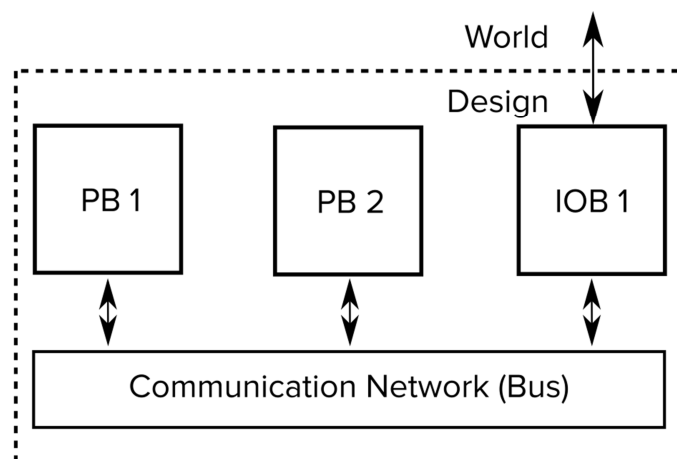 World
Design
PB 1
PB 2
IOB 1
Communication Network (Bus)